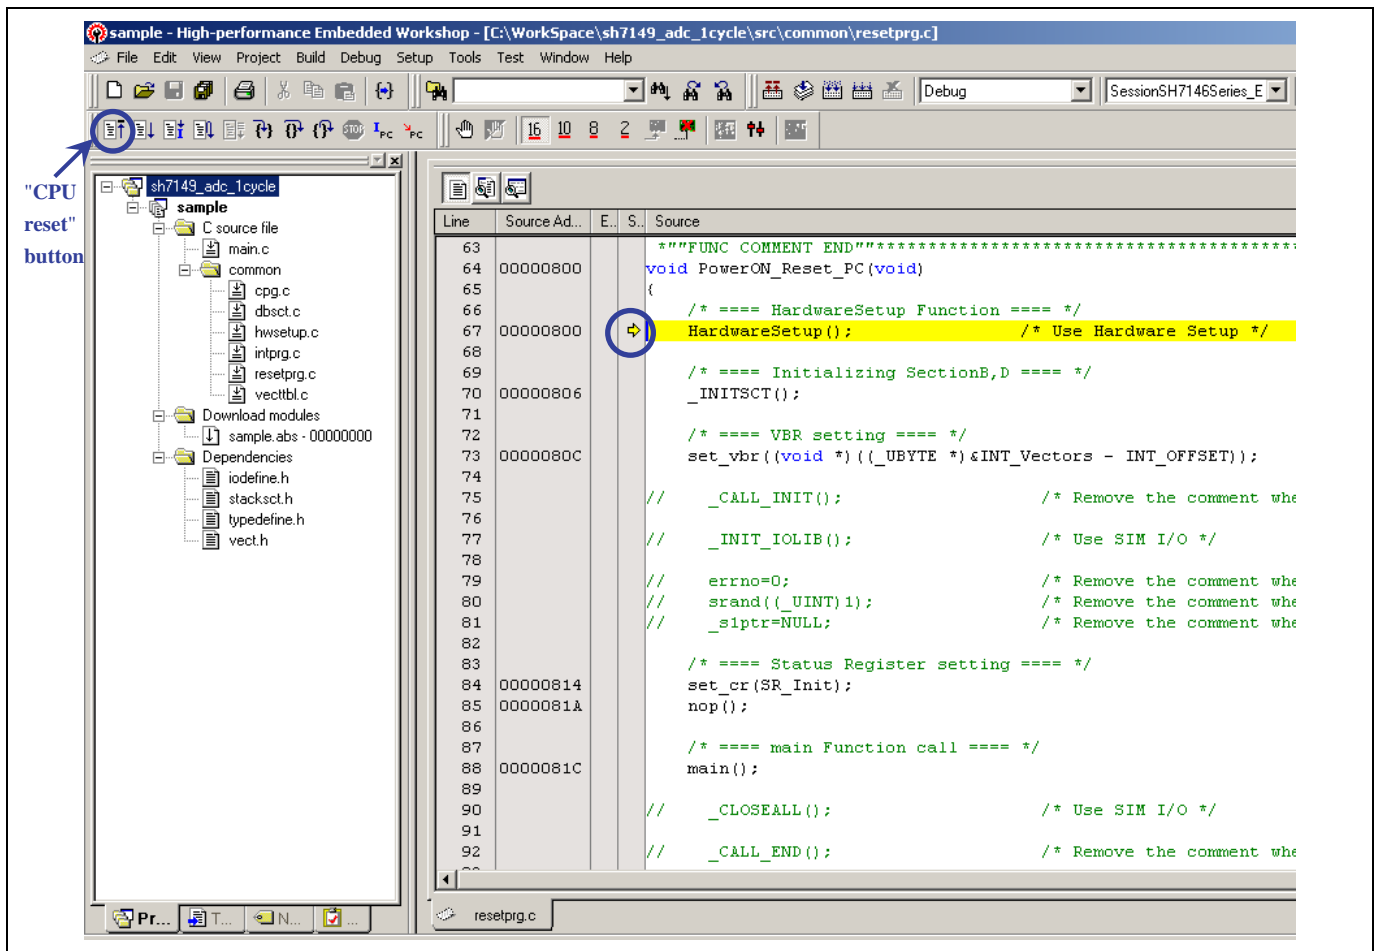 sample - High-performance Embedded Workshop - [C:\WorkSpace\sh7149_adc_1cycle\src\common\resetprg.c]
File Edit View Project Build Debug Setup Tools Test Window Help
Debug
SessionSH7146Series_E
STOP
PC
PC
16 10 8 2
"CPU
reset"
button
sh7149_adc_1cycle
sample
C source file
main.c
common
cpg.c
dbsct.c
hwsetup.c
intprg.c
resetprg.c
vecttbl.c
Download modules
sample.abs - 00000000
Dependencies
iodefine.h
stacksct.h
typedefine.h
vect.h
Pr...
T...
N...
...
Line Source Ad... E.. S.. Source
63 *""FUNC COMMENT END""*****************************************
64 00000800 void PowerON_Reset_PC(void)
65 {
66 /* ==== HardwareSetup Function ==== */
67 00000800 HardwareSetup(); /* Use Hardware Setup */
68
69 /* ==== Initializing SectionB,D ==== */
70 00000806 _INITSCT();
71
72 /* ==== VBR setting ==== */
73 0000080C set_vbr((void *)((_UBYTE *)&INT_Vectors - INT_OFFSET));
74
75 // _CALL_INIT(); /* Remove the comment whe
76
77 // _INIT_IOLIB(); /* Use SIM I/O */
78
79 // errno=0; /* Remove the comment whe
80 // srand((_UINT)1); /* Remove the comment whe
81 // _s1ptr=NULL; /* Remove the comment whe
82
83 /* ==== Status Register setting ==== */
84 00000814 set_cr(SR_Init);
85 0000081A nop();
86
87 /* ==== main Function call ==== */
88 0000081C main();
89
90 // _CLOSEALL(); /* Use SIM I/O */
91
92 // _CALL_END(); /* Remove the comment whe
resetprg.c